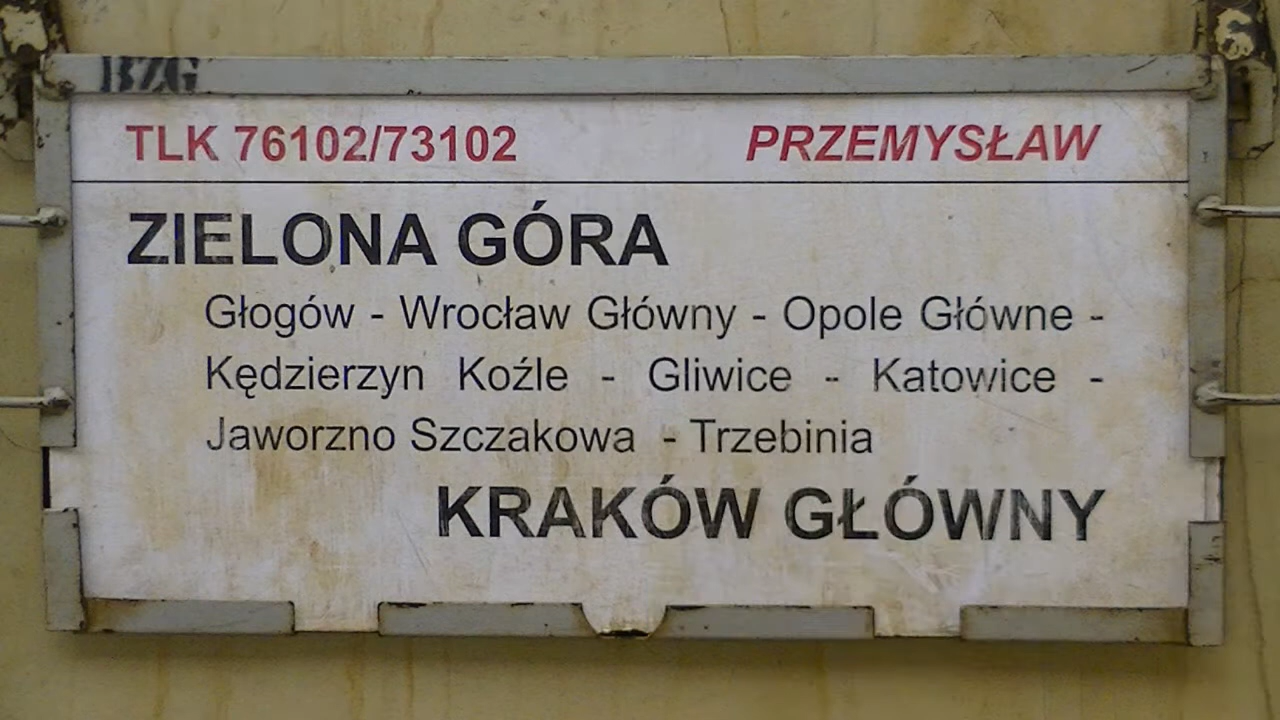 BZG
TLK 76102/73102 PRZEMYSŁAW
ZIELONA GÓRA
Głogów - Wrocław Główny - Opole Główne -
Kędzierzyn Koźle - Gliwice - Katowice -
Jaworzno Szczakowa - Trzebinia
KRAKÓW GŁÓWNY